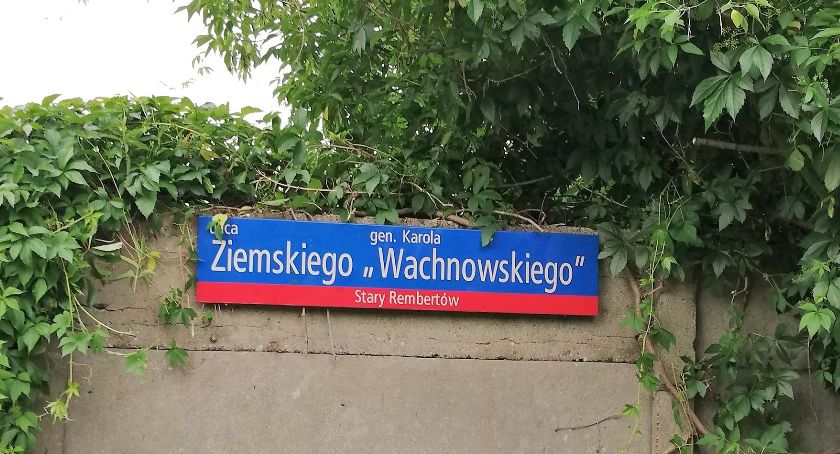 gen. Karola
Ziemskiego „Wachnowskiego”
Stary Rembertów